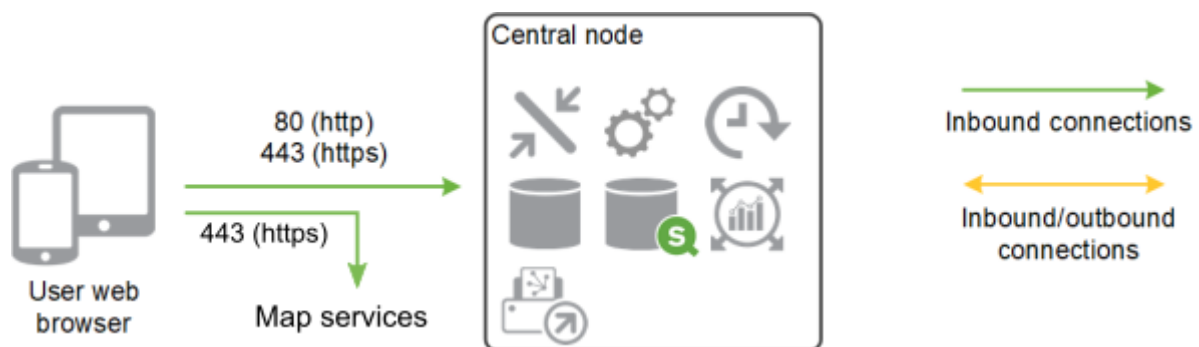 Central node
80 (http)
443 (https)
443 (https)
User web
browser
Map services
S
Inbound connections
Inbound/outbound
connections